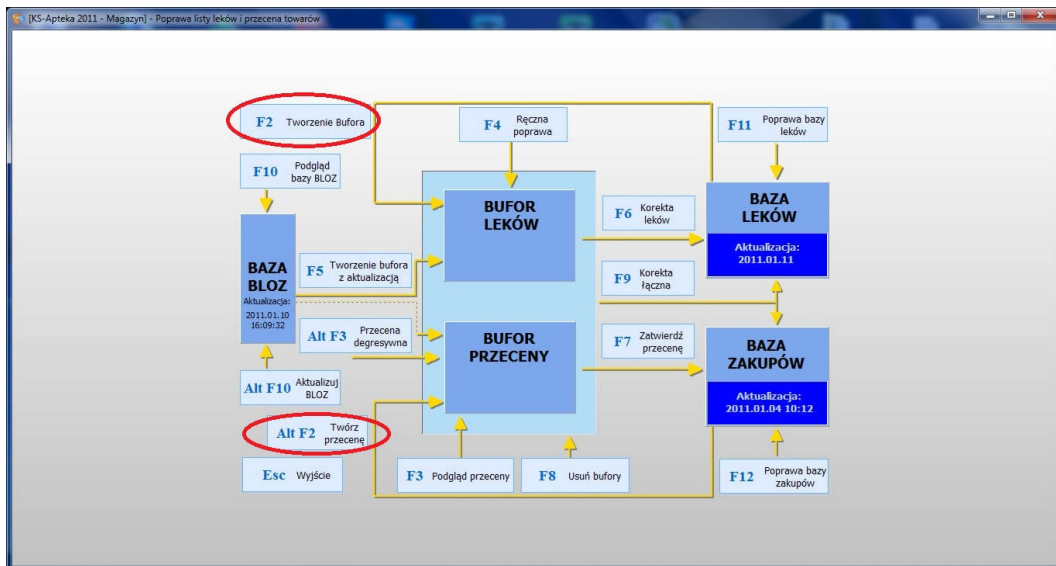 [KS-Apteka 2011 - Magazyn] - Poprawa listy leków i przecena towarów
F2 Tworzenie Bufora
F4 Ręczna
poprawa
F11 Poprawa bazy
leków
F10 Podgląd
bazy BLOZ
BUFOR
LEKÓW
BAZA
LEKÓW
Aktualizacja:
2011.01.11
F6 Korekta
leków
BAZA
BLOZ
Aktualizacja:
2011.01.10
16:09:32
F5 Tworzenie bufora
z aktualizacją
F9 Korekta
łączna
Alt F3 Przecena
degresywna
BUFOR
PRZECENY
F7 Zatwierdź
przecenę
BAZA
ZAKUPÓW
Aktualizacja:
2011.01.04 10:12
Alt F10 Aktualizuj
BLOZ
Alt F2 Twórz
przecenę
Esc Wyjście
F3 Podgląd przeceny
F8 Usuń bufory
F12 Poprawa bazy
zakupów